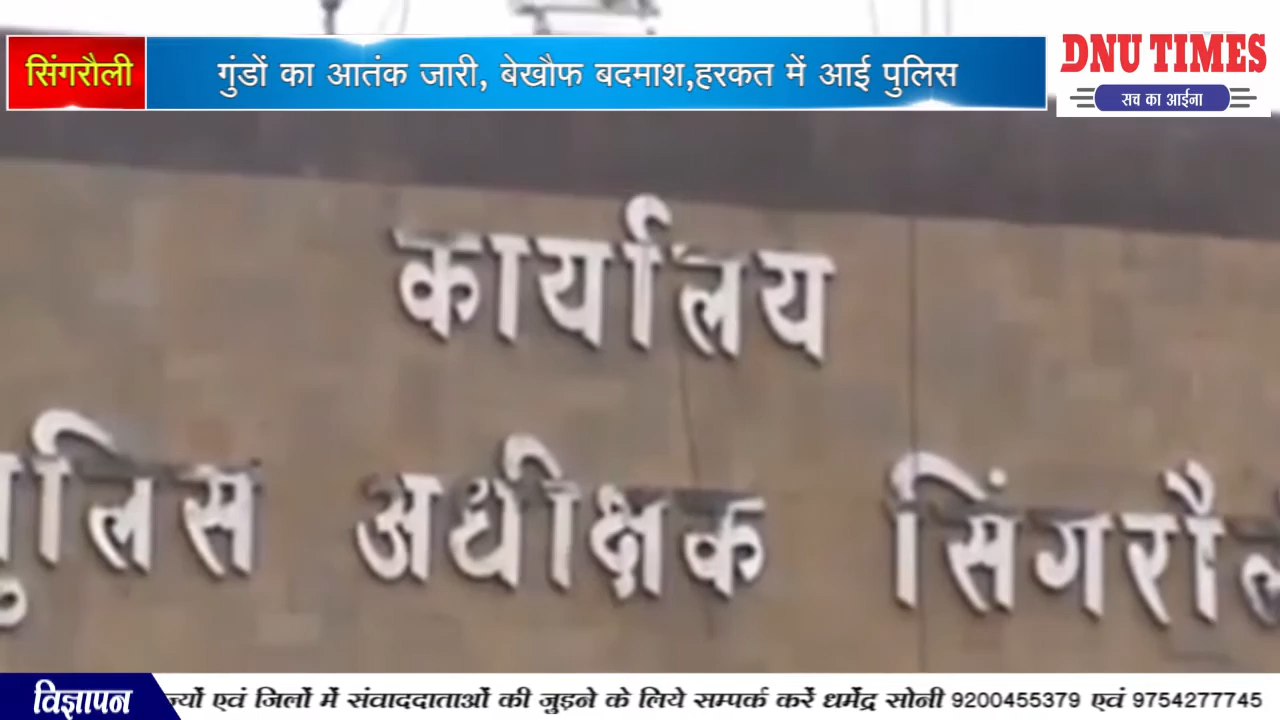 सिंगरौली
गुंडों का आतंक जारी, बेखौफ बदमाश,हरकत में आई पुलिस
DNU TIMES
सच का आईना
कार्यालय
पुलिस अधीक्षक सिंगरौली
विज्ञापन
एवं जिलों में संवाददाताओं की जुड़ने के लिये सम्पर्क करें धर्मेंद्र सोनी 9200455379 एवं 9754277745